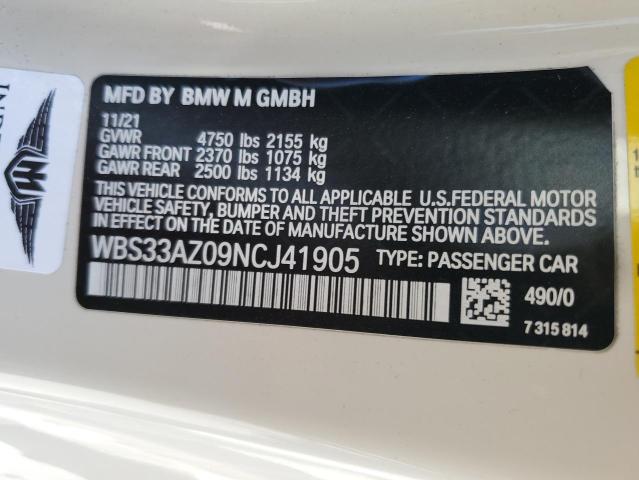 MFD BY BMW M GMBH
11/21
GVWR 4750 lbs 2155 kg
GAWR FRONT 2370 lbs 1075 kg
GAWR REAR 2500 lbs 1134 kg
THIS VEHICLE CONFORMS TO ALL APPLICABLE U.S.FEDERAL MOTOR
VEHICLE SAFETY, BUMPER AND THEFT PREVENTION STANDARDS
IN EFFECT ON THE DATE OF MANUFACTURE SHOWN ABOVE.
WBS33AZ09NCJ41905 TYPE: PASSENGER CAR
490/0
7 315 814